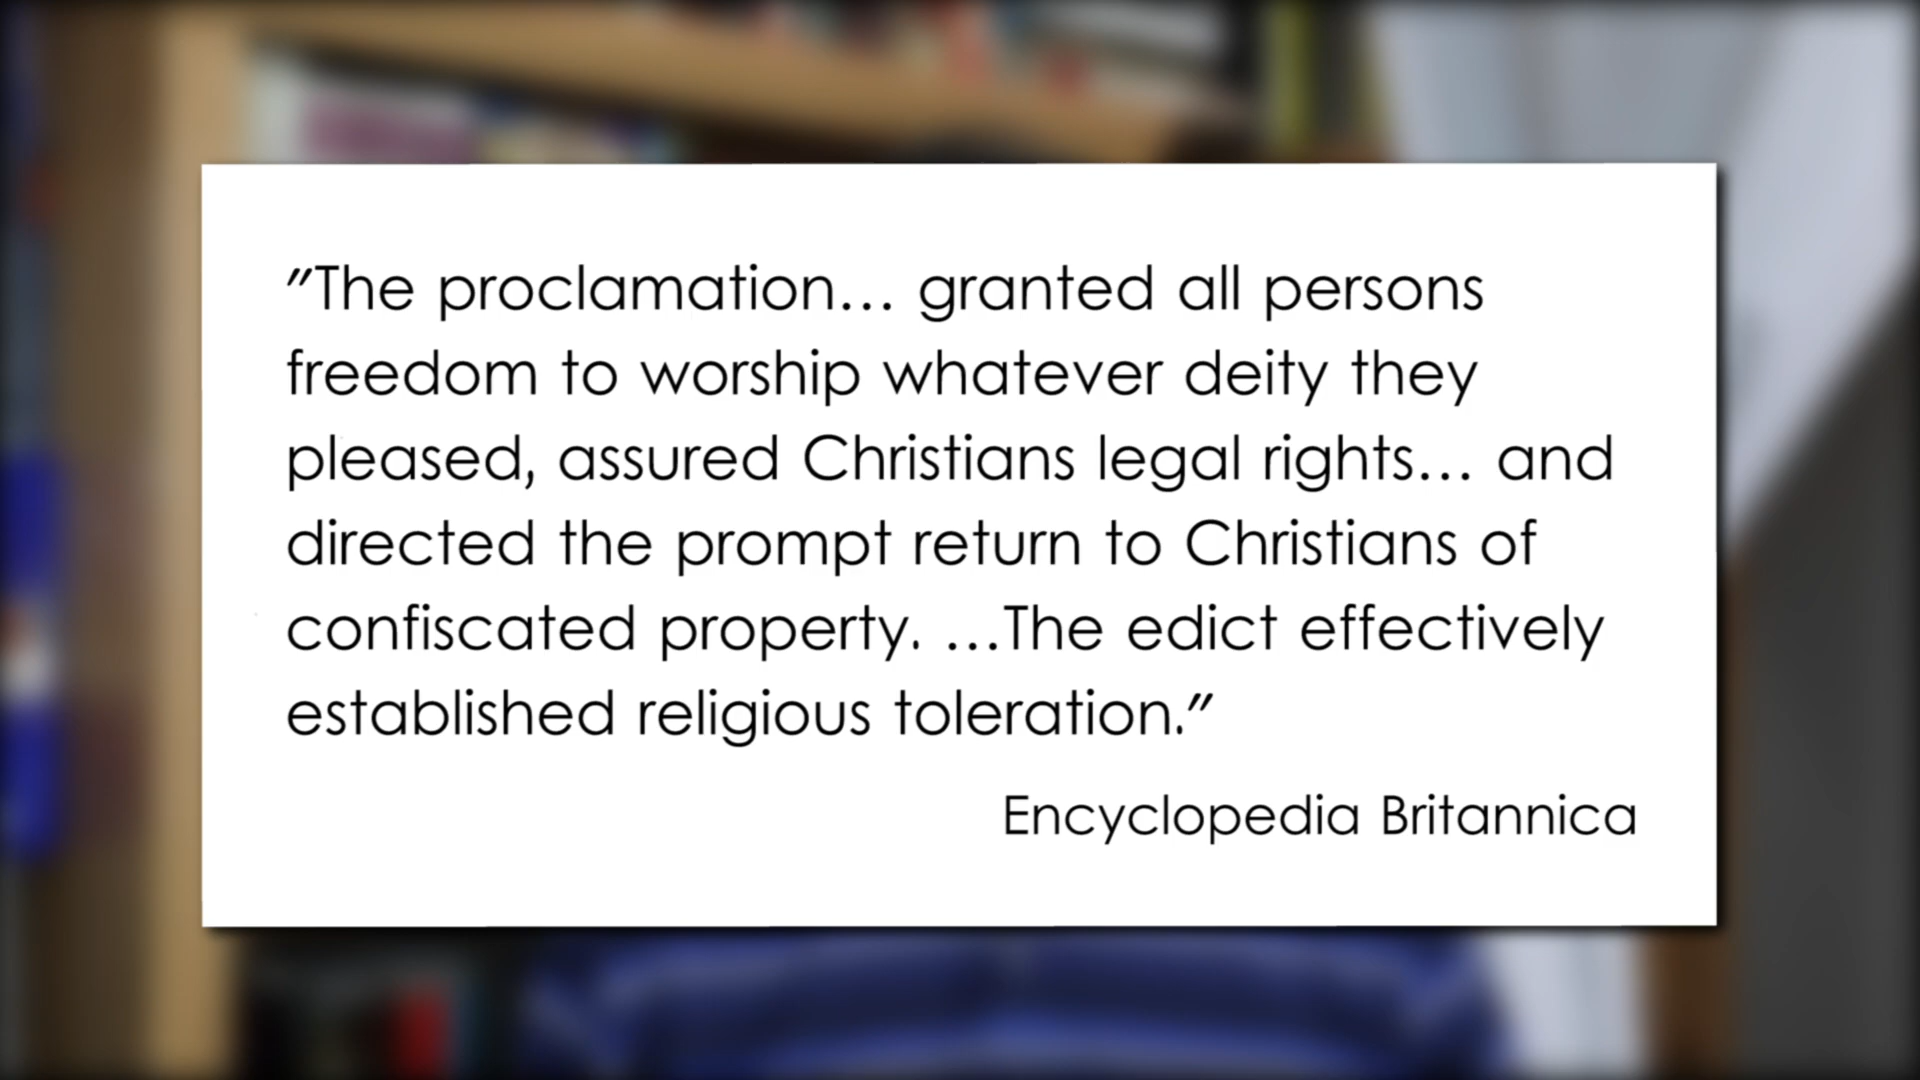 "The proclamation... granted all persons
freedom to worship whatever deity they
pleased, assured Christians legal rights... and
directed the prompt return to Christians of
confiscated property. ...The edict effectively
established religious toleration."
Encyclopedia Britannica